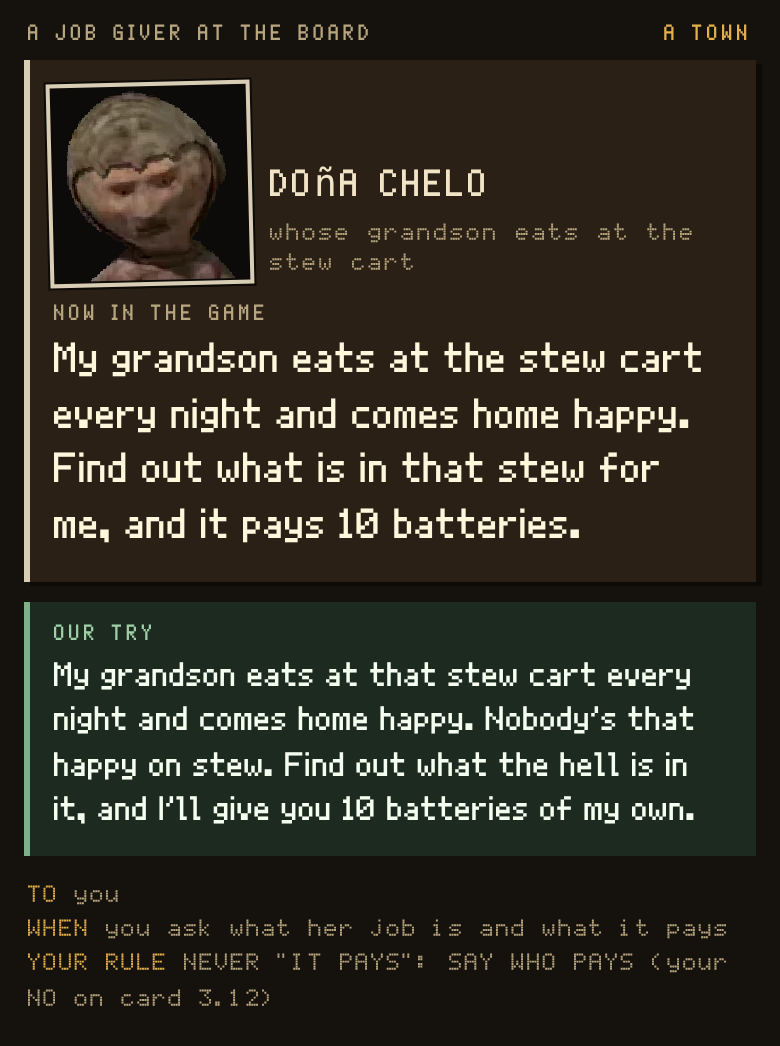 A JOB GIVER AT THE BOARD
A TOWN
DOñA CHELO
whose grandson eats at the
stew cart
NOW IN THE GAME
My grandson eats at the stew cart
every night and comes home happy.
Find out what is in that stew for
me, and it pays 10 batteries.
OUR TRY
My grandson eats at that stew cart every
night and comes home happy. Nobody's that
happy on stew. Find out what the hell is in
it, and I'll give you 10 batteries of my own.
TO you
WHEN you ask what her job is and what it pays
YOUR RULE NEVER "IT PAYS": SAY WHO PAYS (your
NO on card 3.12)